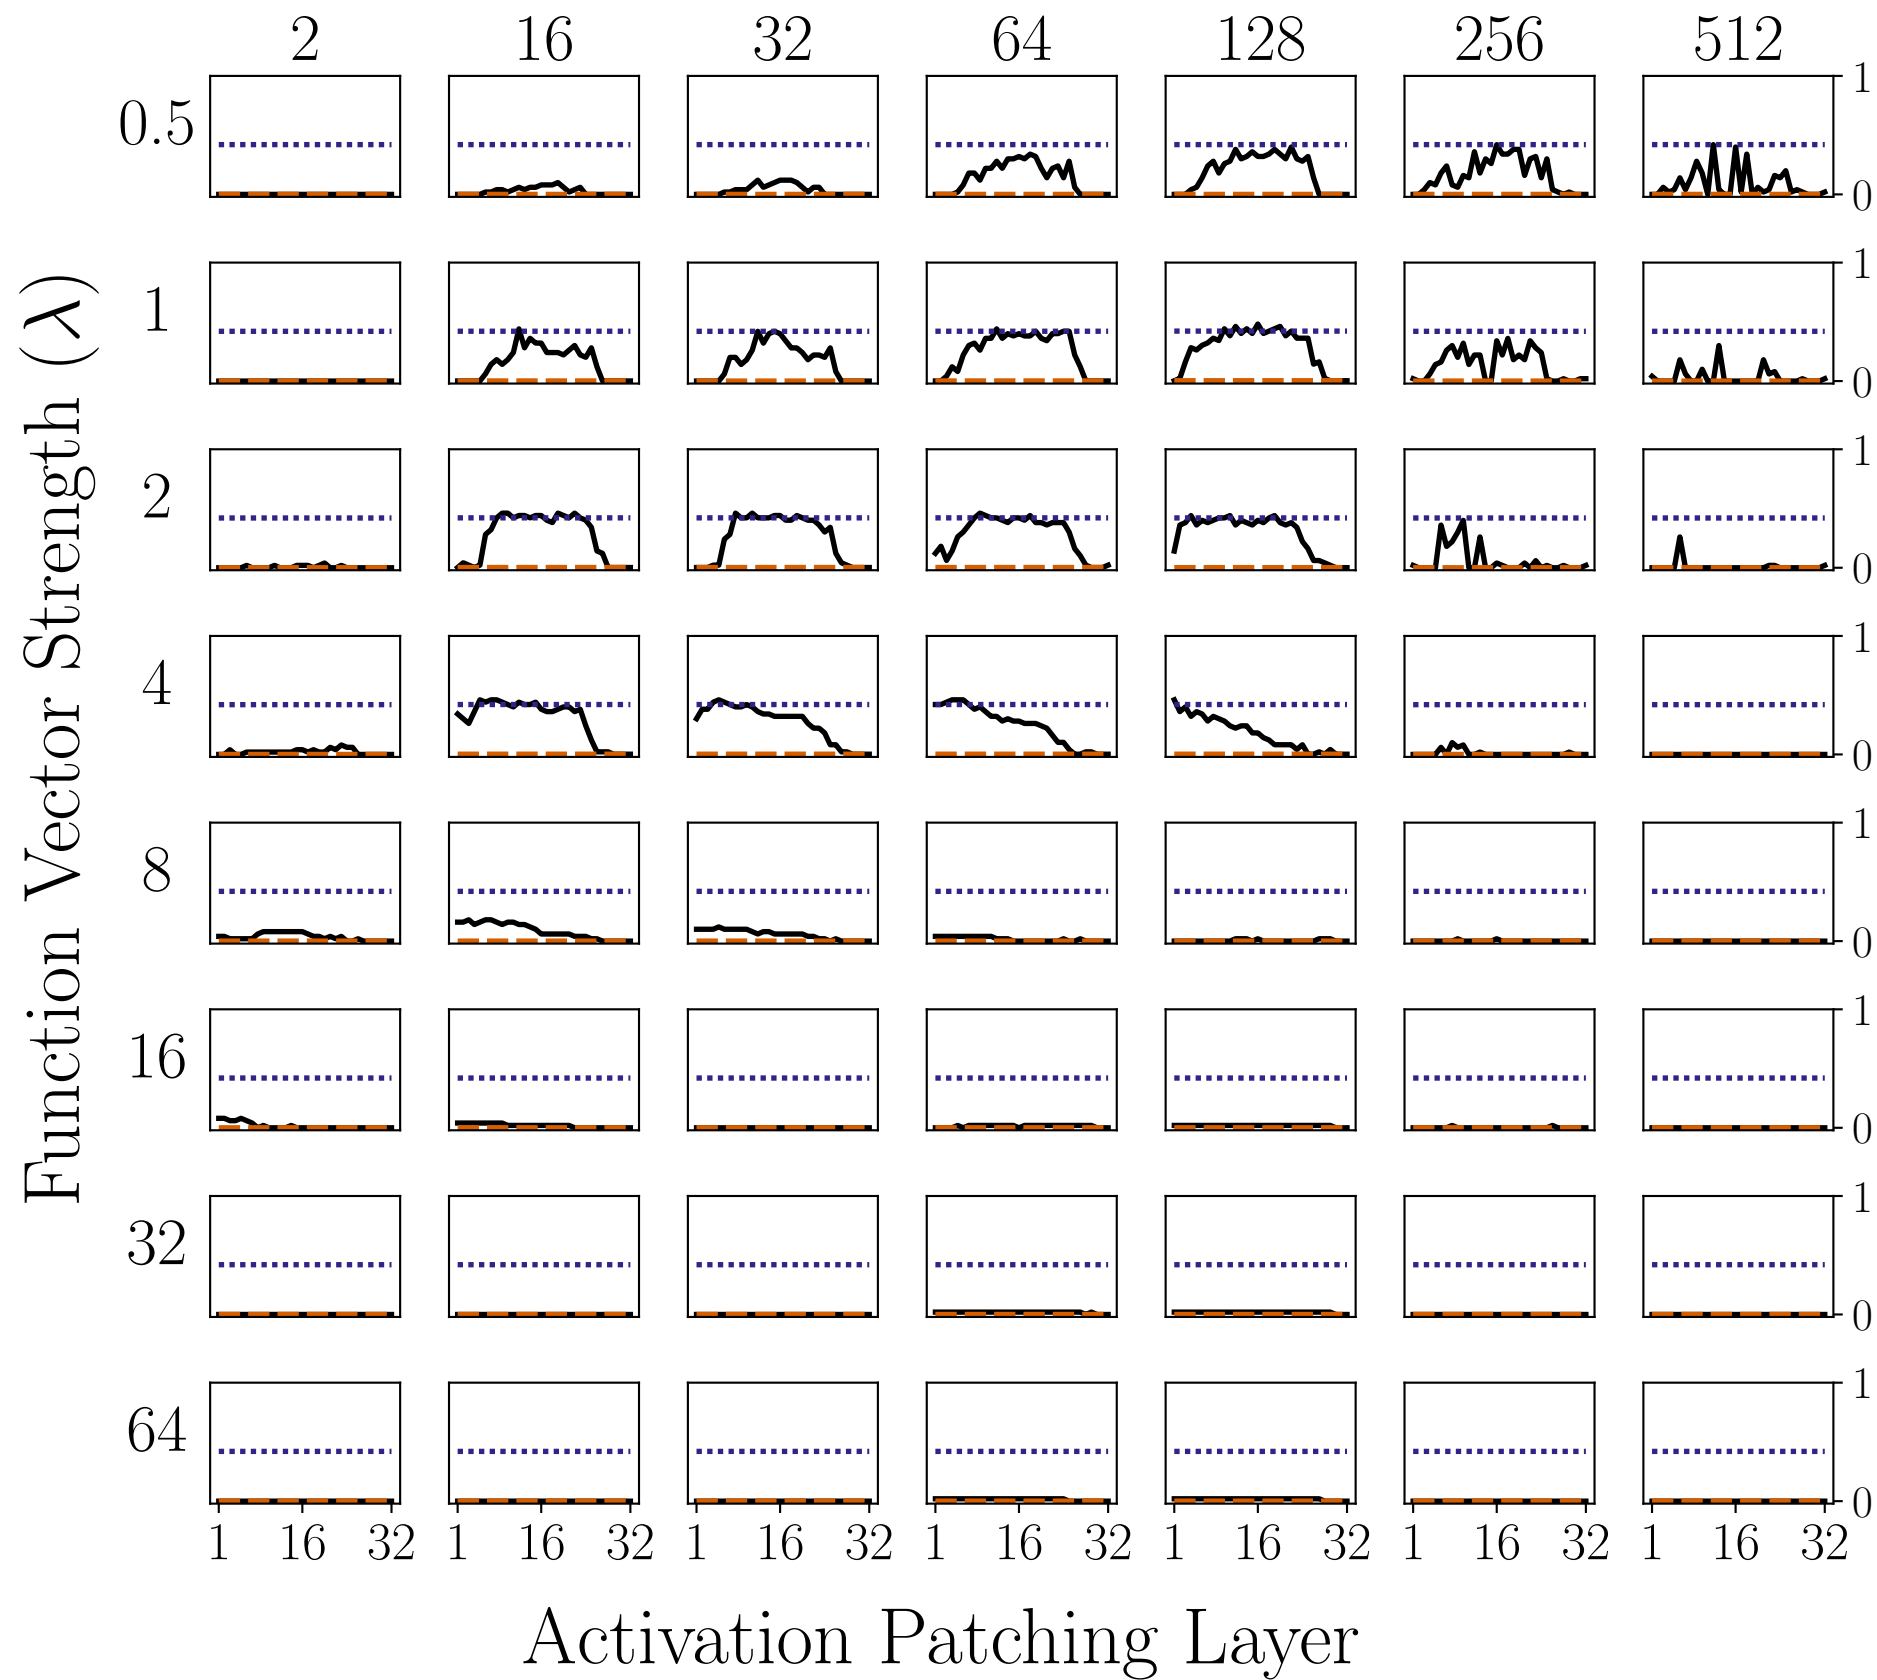 2 16 32 64 128 256 512
Function Vector Strength (λ)
0.5 1 0
1 1 0
2 1 0
4 1 0
8 1 0
16 1 0
32 1 0
64 1 0
1 16 32 1 16 32 1 16 32 1 16 32 1 16 32 1 16 32 1 16 32
Activation Patching Layer